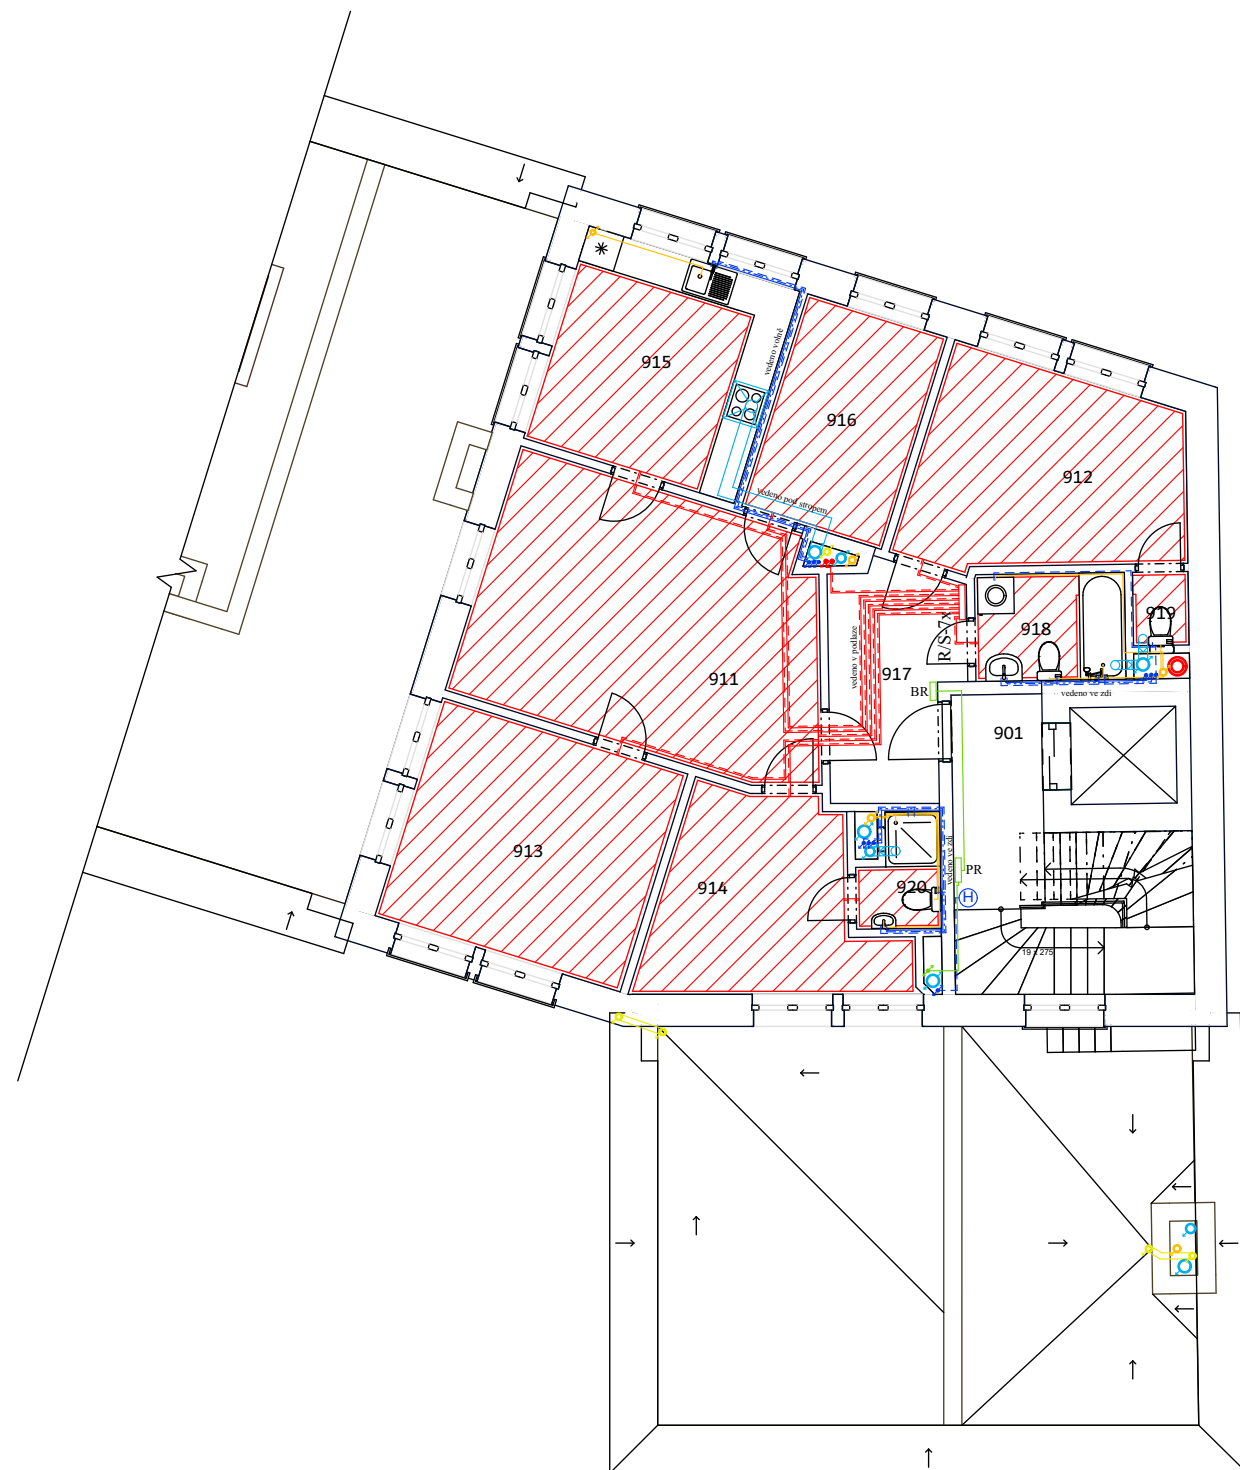 915
vedeno volně
916
912
vedeno pod stropem
919
918
R/S-7x
vedeno v podlaze
917
911
BR
vedeno ve zdi
901
913
914
920
vedeno ve zdi
PR
H
19 x 275